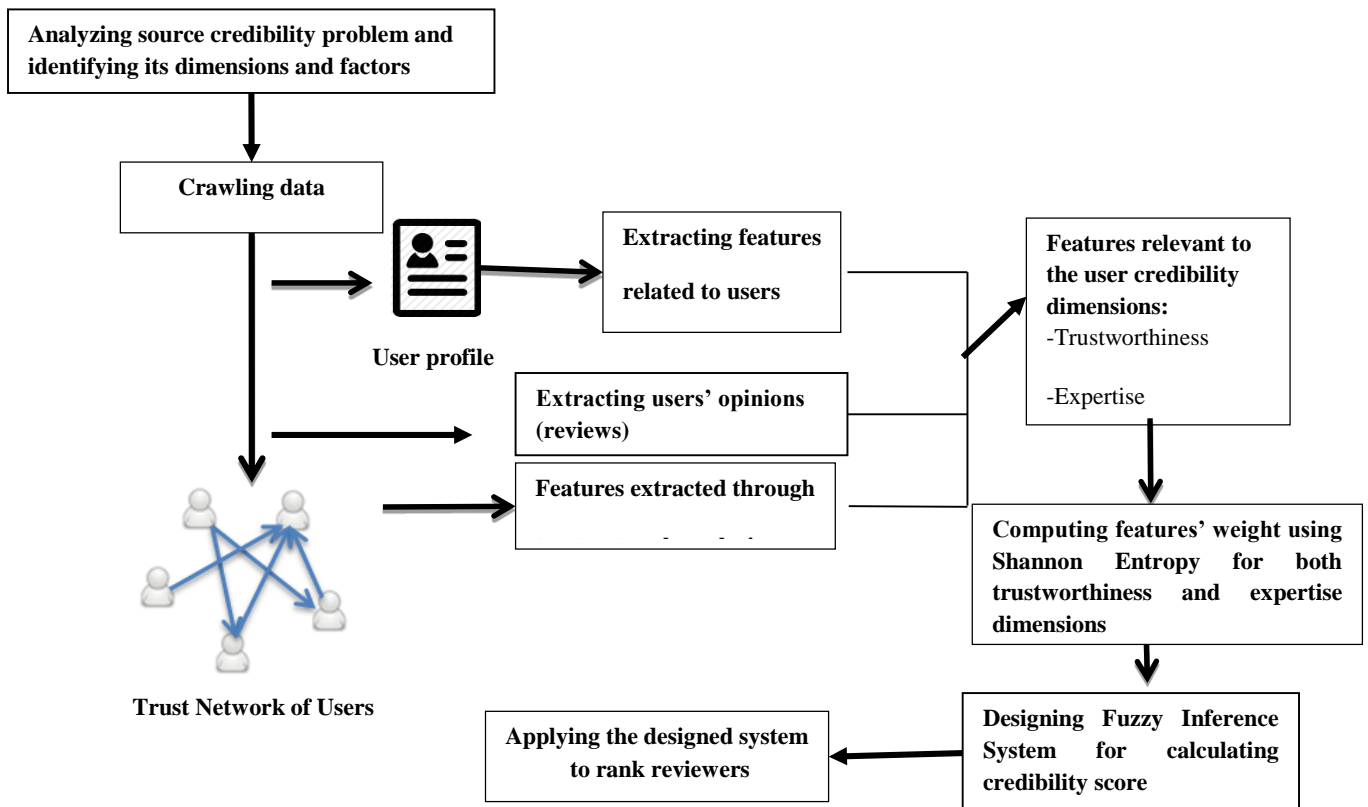 Analyzing source credibility problem and
identifying its dimensions and factors
Crawling data
Extracting features
related to users
User profile
Extracting users’ opinions
(reviews)
Features extracted through
Features relevant to
the user credibility
dimensions:
-Trustworthiness
-Expertise
Computing features’ weight using
Shannon Entropy for both
trustworthiness and expertise
dimensions
Trust Network of Users
Designing Fuzzy Inference
System for calculating
credibility score
Applying the designed system
to rank reviewers